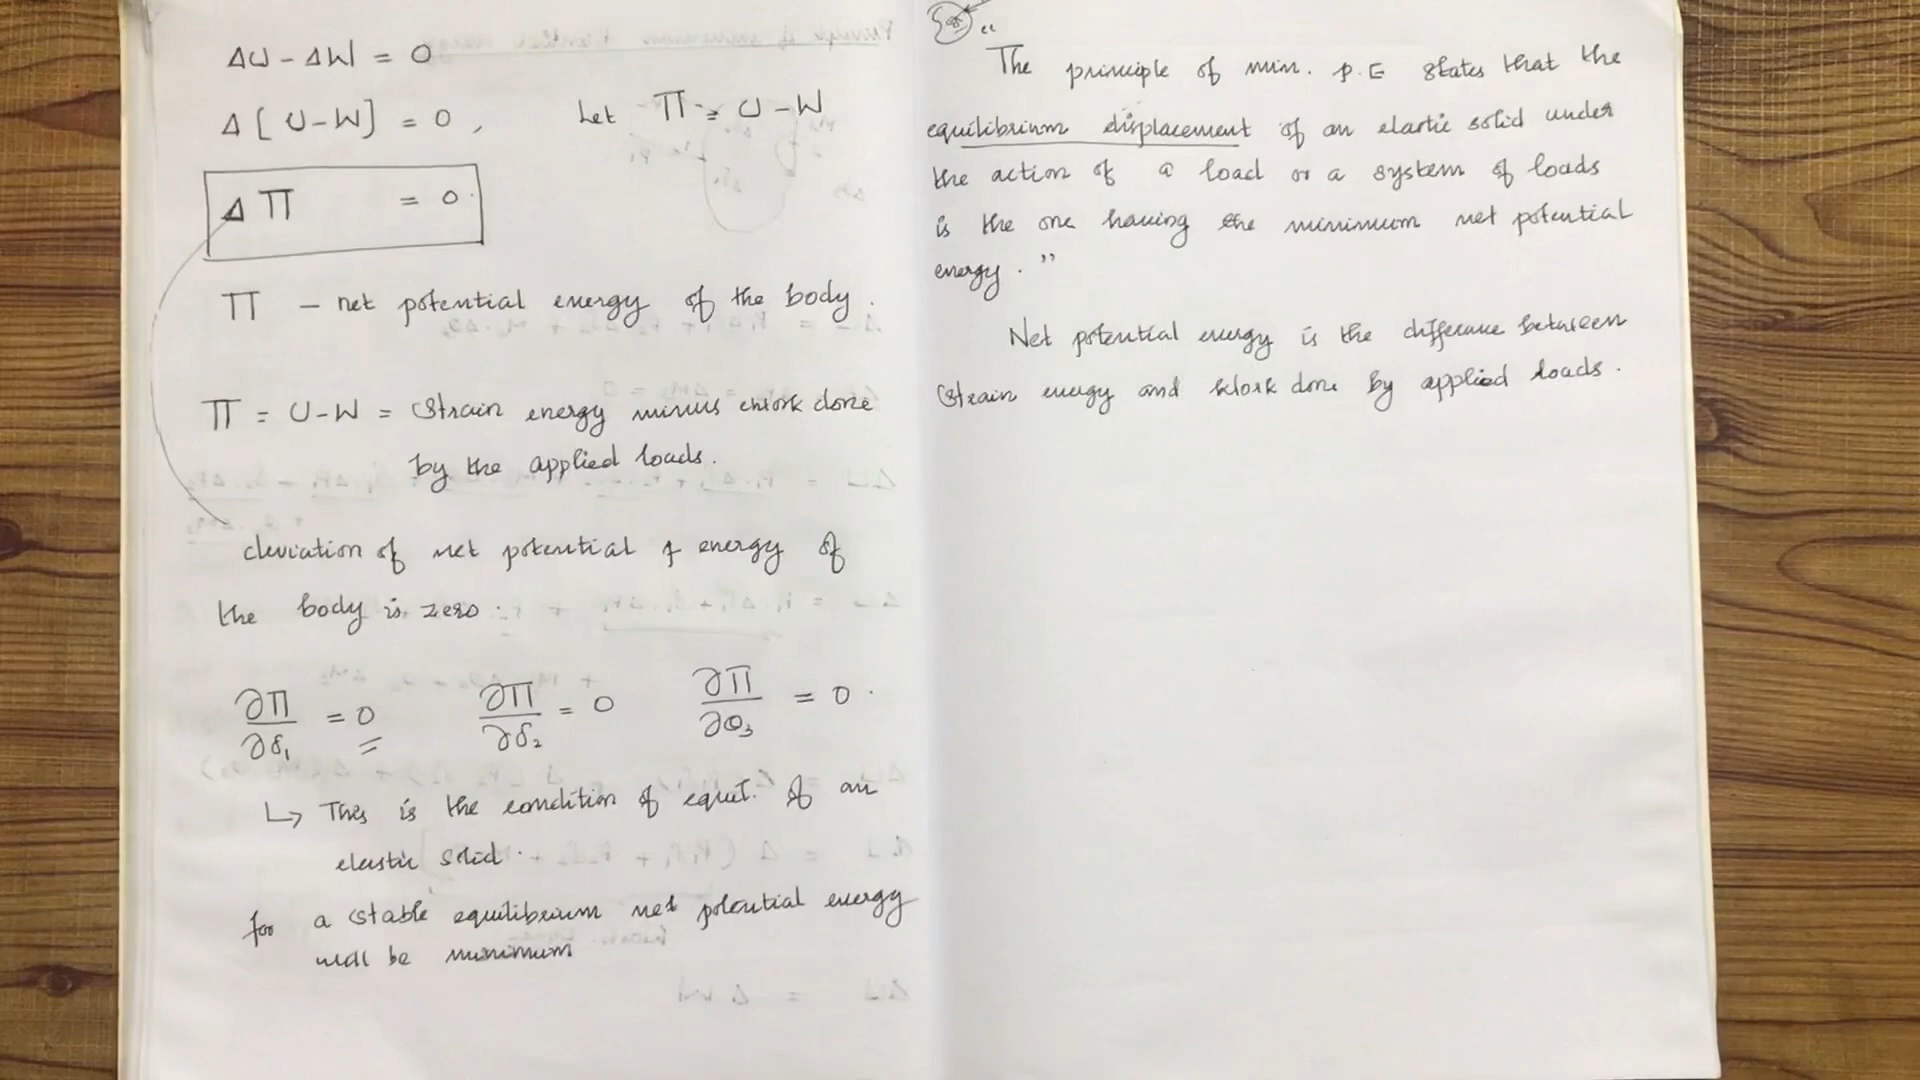 ΔU - ΔW = 0
Δ[U-W] = 0, Let Π = U - W
ΔΠ = 0.
Π - net potential energy of the body.
Π = U-W = Strain energy minus work done
by the applied loads.
deviation of net potential energy of
the body is zero.
∂Π/∂δ₁ = 0 ∂Π/∂δ₂ = 0 ∂Π/∂θ₃ = 0.
↳ This is the condition of equil. of an
elastic solid.
for a stable equilibrium net potential energy
will be minimum
"The principle of min. P.E states that the
equilibrium displacement of an elastic solid under
the action of a load or a system of loads
is the one having the minimum net potential
energy."
Net potential energy is the difference between
strain energy and work done by applied loads.